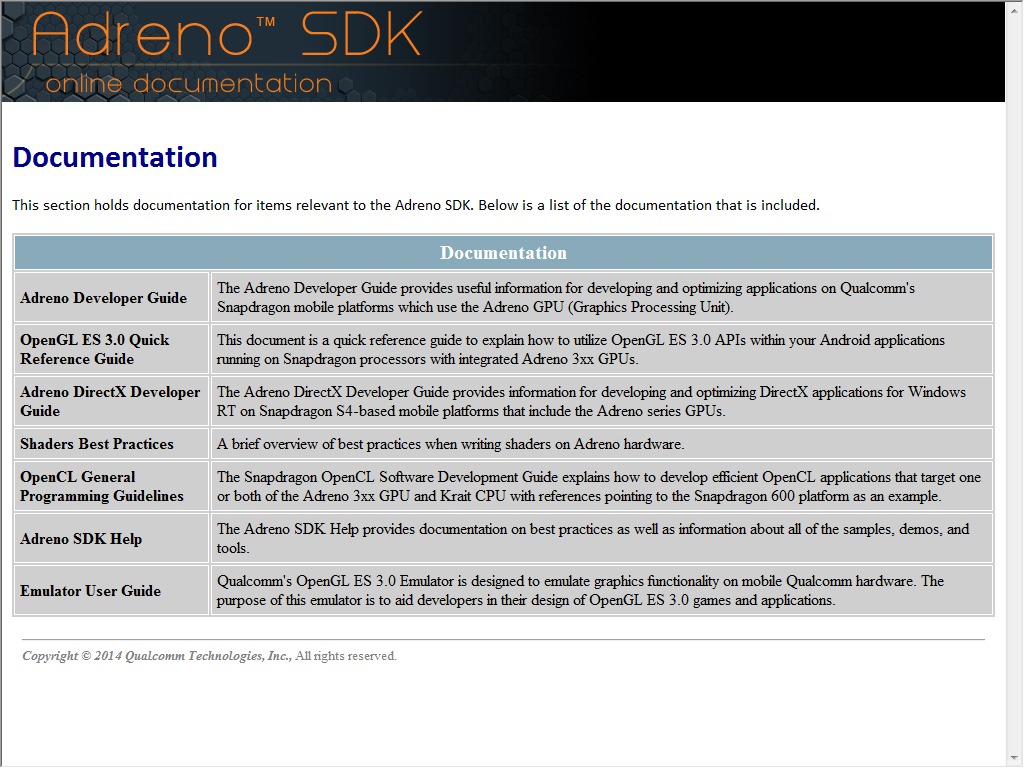 Adreno™ SDK
online documentation
Documentation
This section holds documentation for items relevant to the Adreno SDK. Below is a list of the documentation that is included.
Documentation
Adreno Developer Guide
The Adreno Developer Guide provides useful information for developing and optimizing applications on Qualcomm's
Snapdragon mobile platforms which use the Adreno GPU (Graphics Processing Unit).
OpenGL ES 3.0 Quick
Reference Guide
This document is a quick reference guide to explain how to utilize OpenGL ES 3.0 APIs within your Android applications
running on Snapdragon processors with integrated Adreno 3xx GPUs.
Adreno DirectX Developer
Guide
The Adreno DirectX Developer Guide provides information for developing and optimizing DirectX applications for Windows
RT on Snapdragon S4-based mobile platforms that include the Adreno series GPUs.
Shaders Best Practices
A brief overview of best practices when writing shaders on Adreno hardware.
OpenCL General
Programming Guidelines
The Snapdragon OpenCL Software Development Guide explains how to develop efficient OpenCL applications that target one
or both of the Adreno 3xx GPU and Krait CPU with references pointing to the Snapdragon 600 platform as an example.
Adreno SDK Help
The Adreno SDK Help provides documentation on best practices as well as information about all of the samples, demos, and
tools.
Emulator User Guide
Qualcomm's OpenGL ES 3.0 Emulator is designed to emulate graphics functionality on mobile Qualcomm hardware. The
purpose of this emulator is to aid developers in their design of OpenGL ES 3.0 games and applications.
Copyright © 2014 Qualcomm Technologies, Inc., All rights reserved.